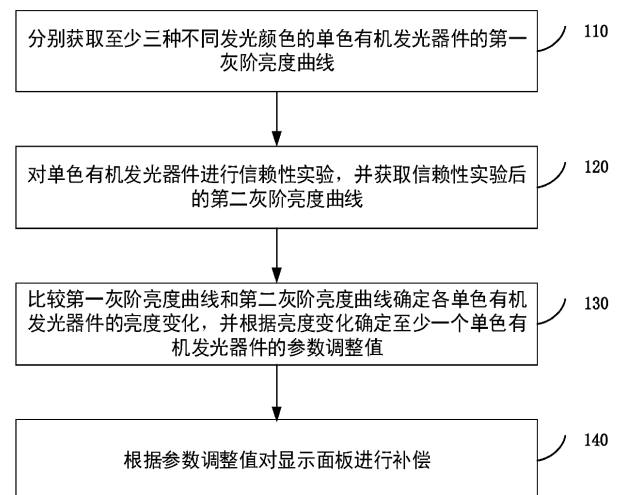 分别获取至少三种不同发光颜色的单色有机发光器件的第一
灰阶亮度曲线
110
对单色有机发光器件进行信赖性实验，并获取信赖性实验后
的第二灰阶亮度曲线
120
比较第一灰阶亮度曲线和第二灰阶亮度曲线确定各单色有机
发光器件的亮度变化，并根据亮度变化确定至少一个单色有
机发光器件的参数调整值
130
根据参数调整值对显示面板进行补偿
140